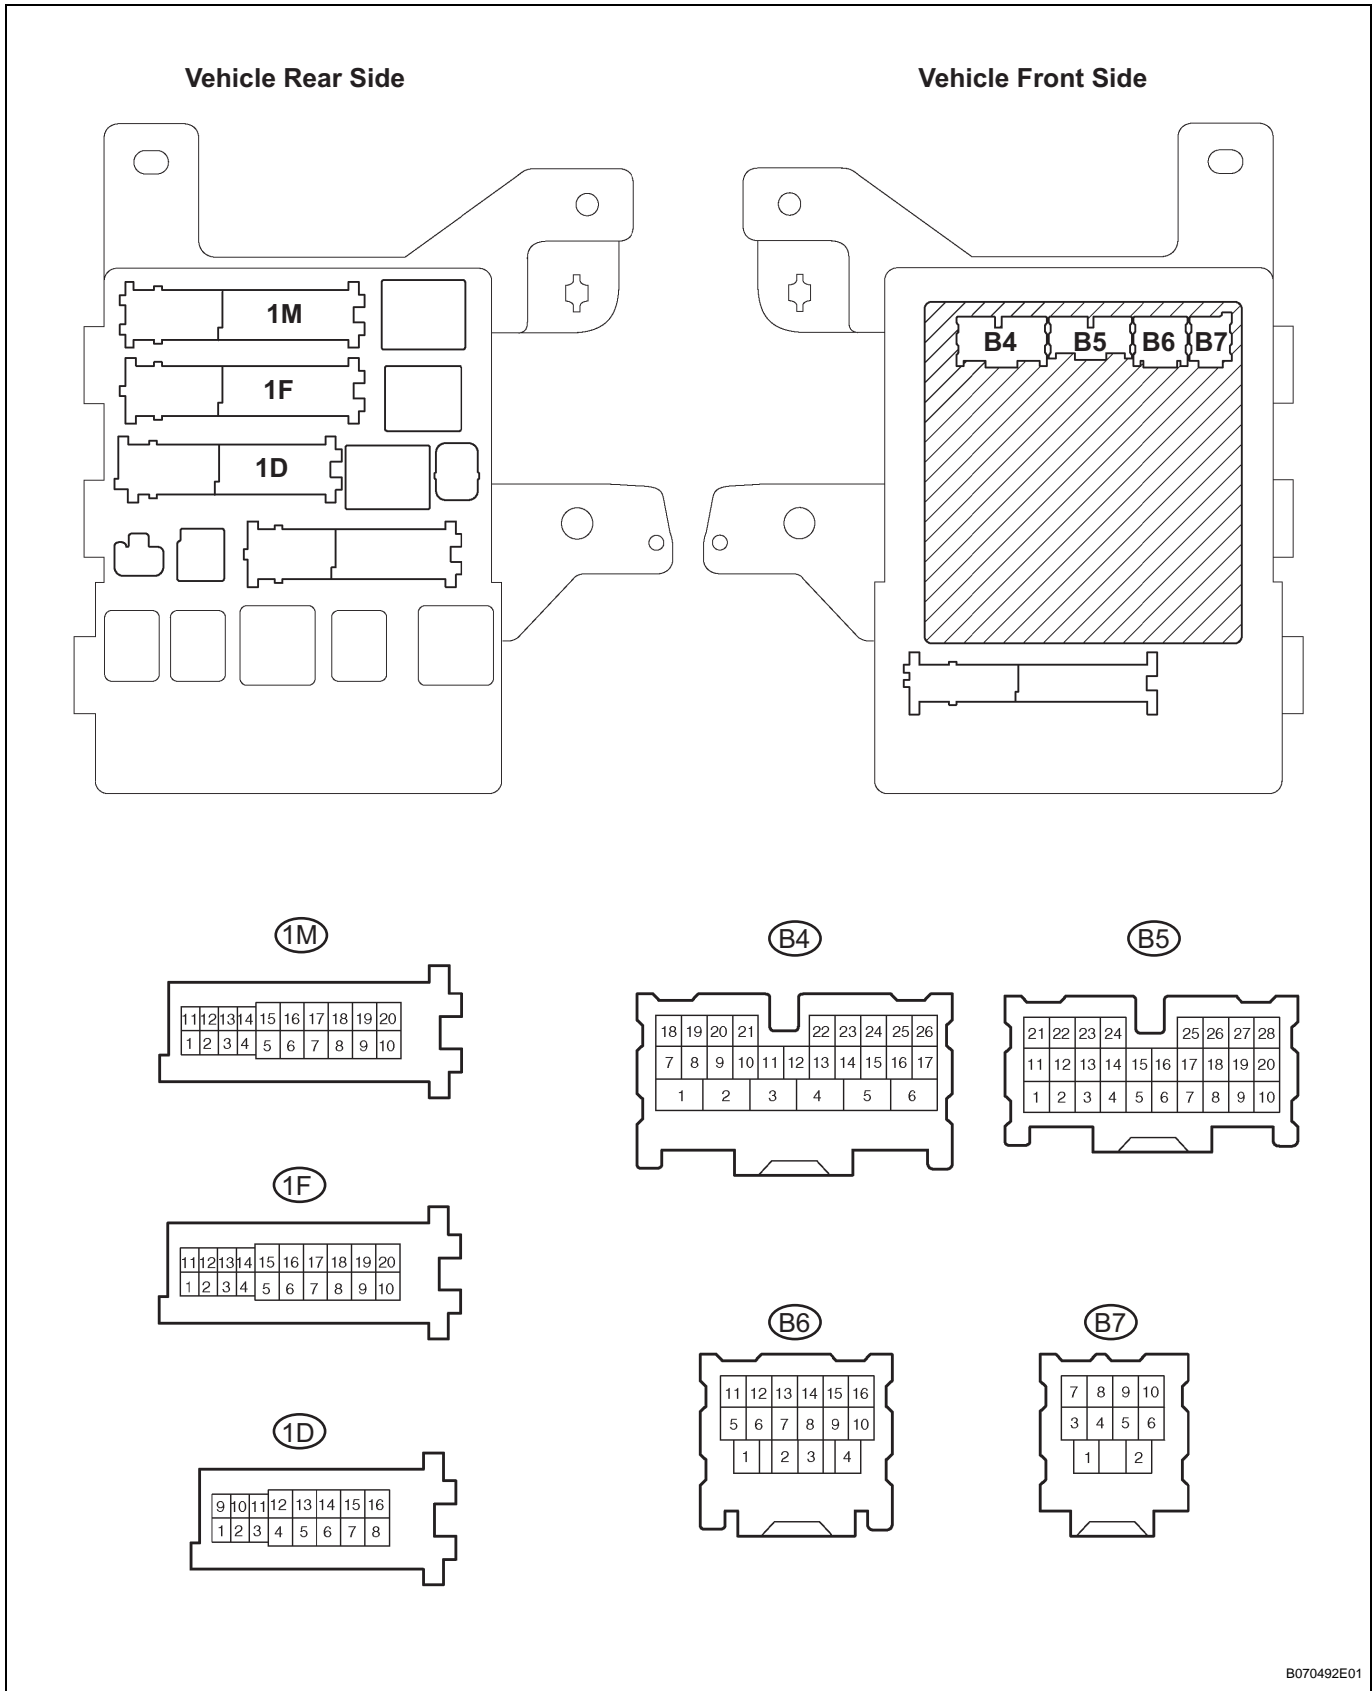 Vehicle Rear Side
Vehicle Front Side
1M
1F
1D
B4 B5 B6 B7
1M
11 12 13 14 15 16 17 18 19 20
1 2 3 4 5 6 7 8 9 10
B4
18 19 20 21 22 23 24 25 26
7 8 9 10 11 12 13 14 15 16 17
1 2 3 4 5 6
B5
21 22 23 24 25 26 27 28
11 12 13 14 15 16 17 18 19 20
1 2 3 4 5 6 7 8 9 10
1F
11 12 13 14 15 16 17 18 19 20
1 2 3 4 5 6 7 8 9 10
1D
9 10 11 12 13 14 15 16
1 2 3 4 5 6 7 8
B6
11 12 13 14 15 16
5 6 7 8 9 10
1 2 3 4
B7
7 8 9 10
3 4 5 6
1 2
B070492E01